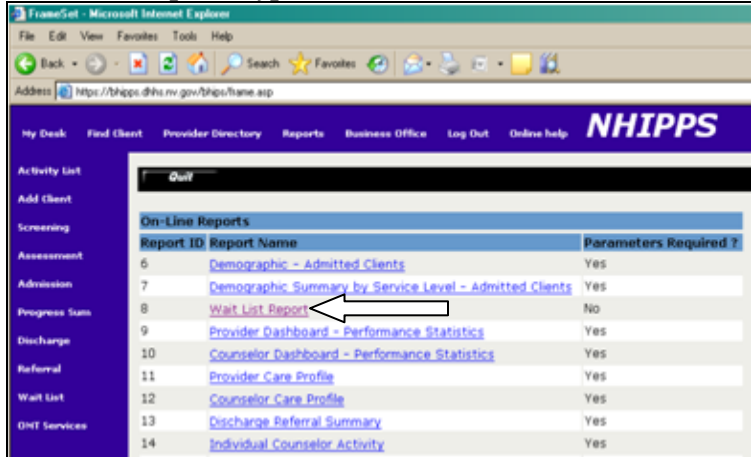 FrameSet - Microsoft Internet Explorer
File Edit View Favorites Tools Help
Back Search Favorites
Address https://bhipps.dhhs.nv.gov/bhips/frame.asp
My Desk Find Client Provider Directory Reports Business Office Log Out Online help NHIPPS
Activity List
Quit
Add Client
Screening
On-Line Reports
Report ID Report Name Parameters Required ?
Assessment
6 Demographic - Admitted Clients Yes
Admission
7 Demographic Summary by Service Level - Admitted Clients Yes
Progress Sum
8 Wait List Report No
Discharge
9 Provider Dashboard - Performance Statistics Yes
10 Counselor Dashboard - Performance Statistics Yes
Referral
11 Provider Care Profile Yes
Wait List
12 Counselor Care Profile Yes
OMT Services
13 Discharge Referral Summary Yes
14 Individual Counselor Activity Yes